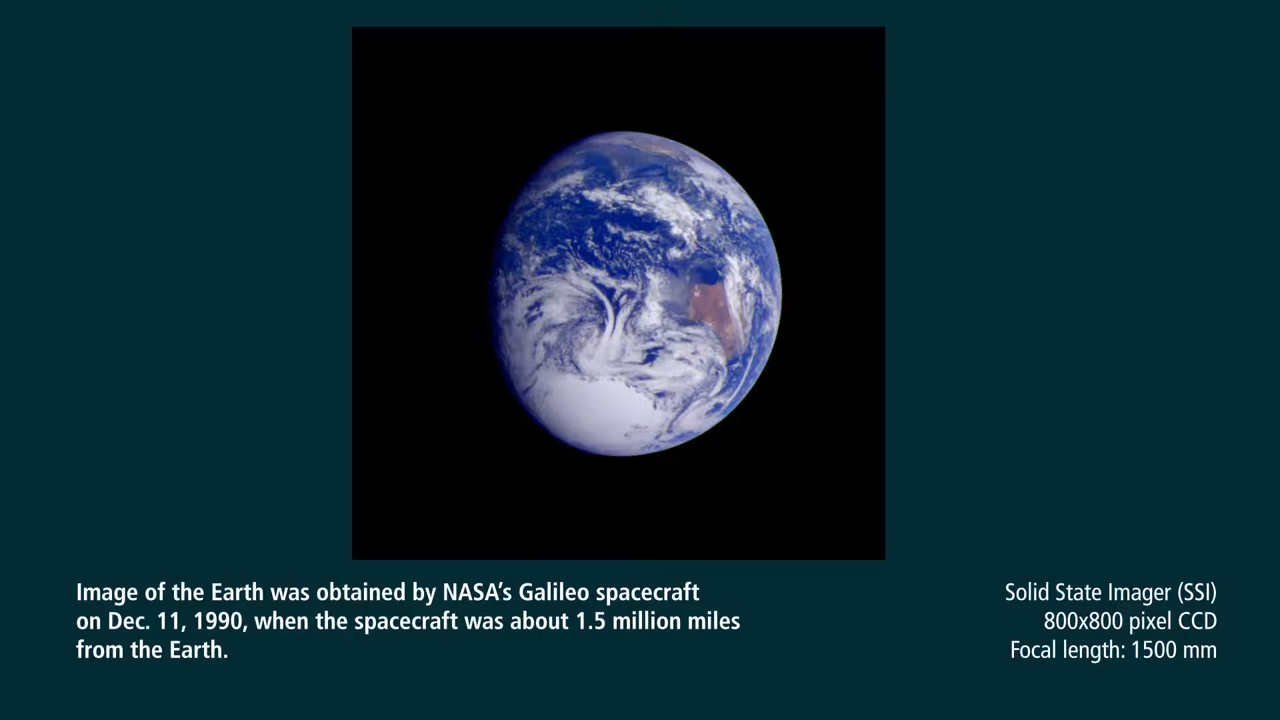 Image of the Earth was obtained by NASA's Galileo spacecraft
on Dec. 11, 1990, when the spacecraft was about 1.5 million miles
from the Earth.
Solid State Imager (SSI)
800x800 pixel CCD
Focal length: 1500 mm